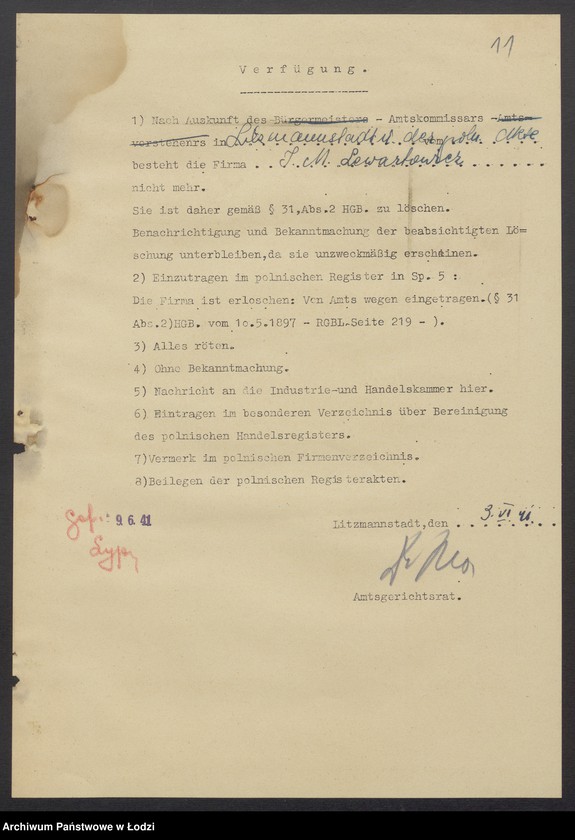 11
Verfügung.
1) Nach Auskunft des Bürgermeisters - Amtskommissars -Amts-
vorstehers in Litzmannstadt u. der poln. Akte
besteht die Firma . . J. M. Lewartowicz . . . . . .
nicht mehr.
Sie ist daher gemäß § 31,Abs.2 HGB. zu löschen.
Benachrichtigung und Bekanntmachung der beabsichtigten Lö=
schung unterbleiben,da sie unzweckmäßig erscheinen.
2) Einzutragen im polnischen Register in Sp. 5 :
Die Firma ist erloschen: Von Amts wegen eingetragen.(§ 31
Abs.2)HGB. vom 1o.5.1897 - RGBL.Seite 219 - ).
3) Alles röten.
4) Ohne Bekanntmachung.
5) Nachricht an die Industrie-und Handelskammer hier.
6) Eintragen im besonderen Verzeichnis über Bereinigung
des polnischen Handelsregisters.
7)Vermerk im polnischen Firmenverzeichnis.
8)Beilegen der polnischen Registerakten.
gef. 9. 6. 41
Litzmannstadt,den 3. VI 41
Amtsgerichtsrat.
Archiwum Państwowe w Łodzi